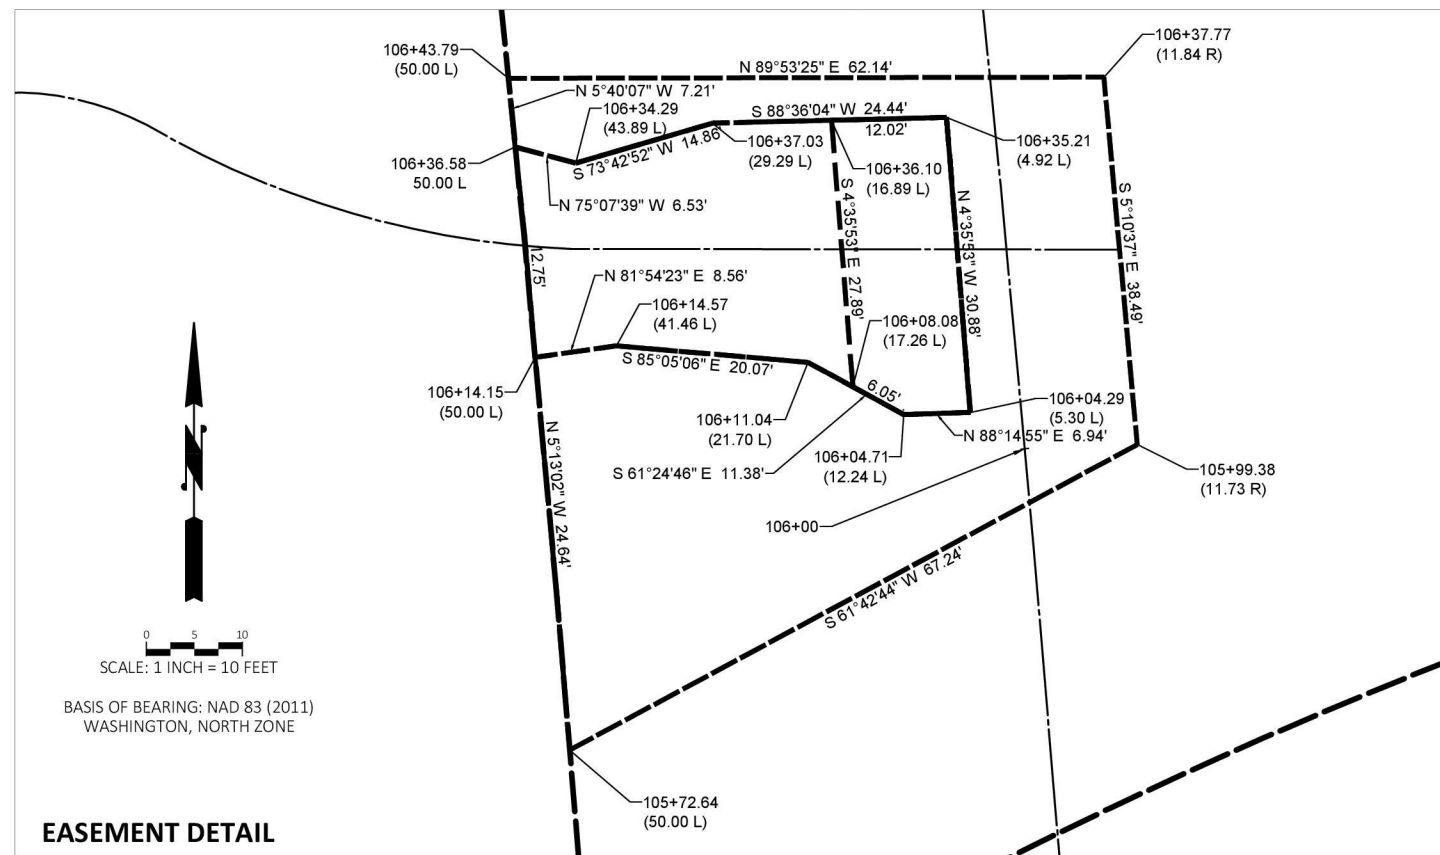 106+43.79
(50.00 L)
106+37.77
(11.84 R)
N 89°53'25" E 62.14'
N 5°40'07" W 7.21'
106+34.29
(43.89 L)
S 88°36'04" W 24.44'
12.02'
S 73°42'52" W 14.86'
106+37.03
(29.29 L)
106+35.21
(4.92 L)
106+36.58
50.00 L
106+36.10
(16.89 L)
N 75°07'39" W 6.53'
S 4°35'53" E 27.89'
N 4°35'53" W 30.88'
S 5°10'37" E 38.49'
12.75'
N 81°54'23" E 8.56'
106+14.57
(41.46 L)
106+08.08
(17.26 L)
S 85°05'06" E 20.07'
106+14.15
(50.00 L)
6.05'
106+04.29
(5.30 L)
106+11.04
(21.70 L)
N 88°14'55" E 6.94'
106+04.71
(12.24 L)
S 61°24'46" E 11.38'
N 5°13'02" W 24.64'
105+99.38
(11.73 R)
106+00
S 61°42'44" W 67.24'
N
0 5 10
SCALE: 1 INCH = 10 FEET
BASIS OF BEARING: NAD 83 (2011)
WASHINGTON, NORTH ZONE
105+72.64
(50.00 L)
EASEMENT DETAIL